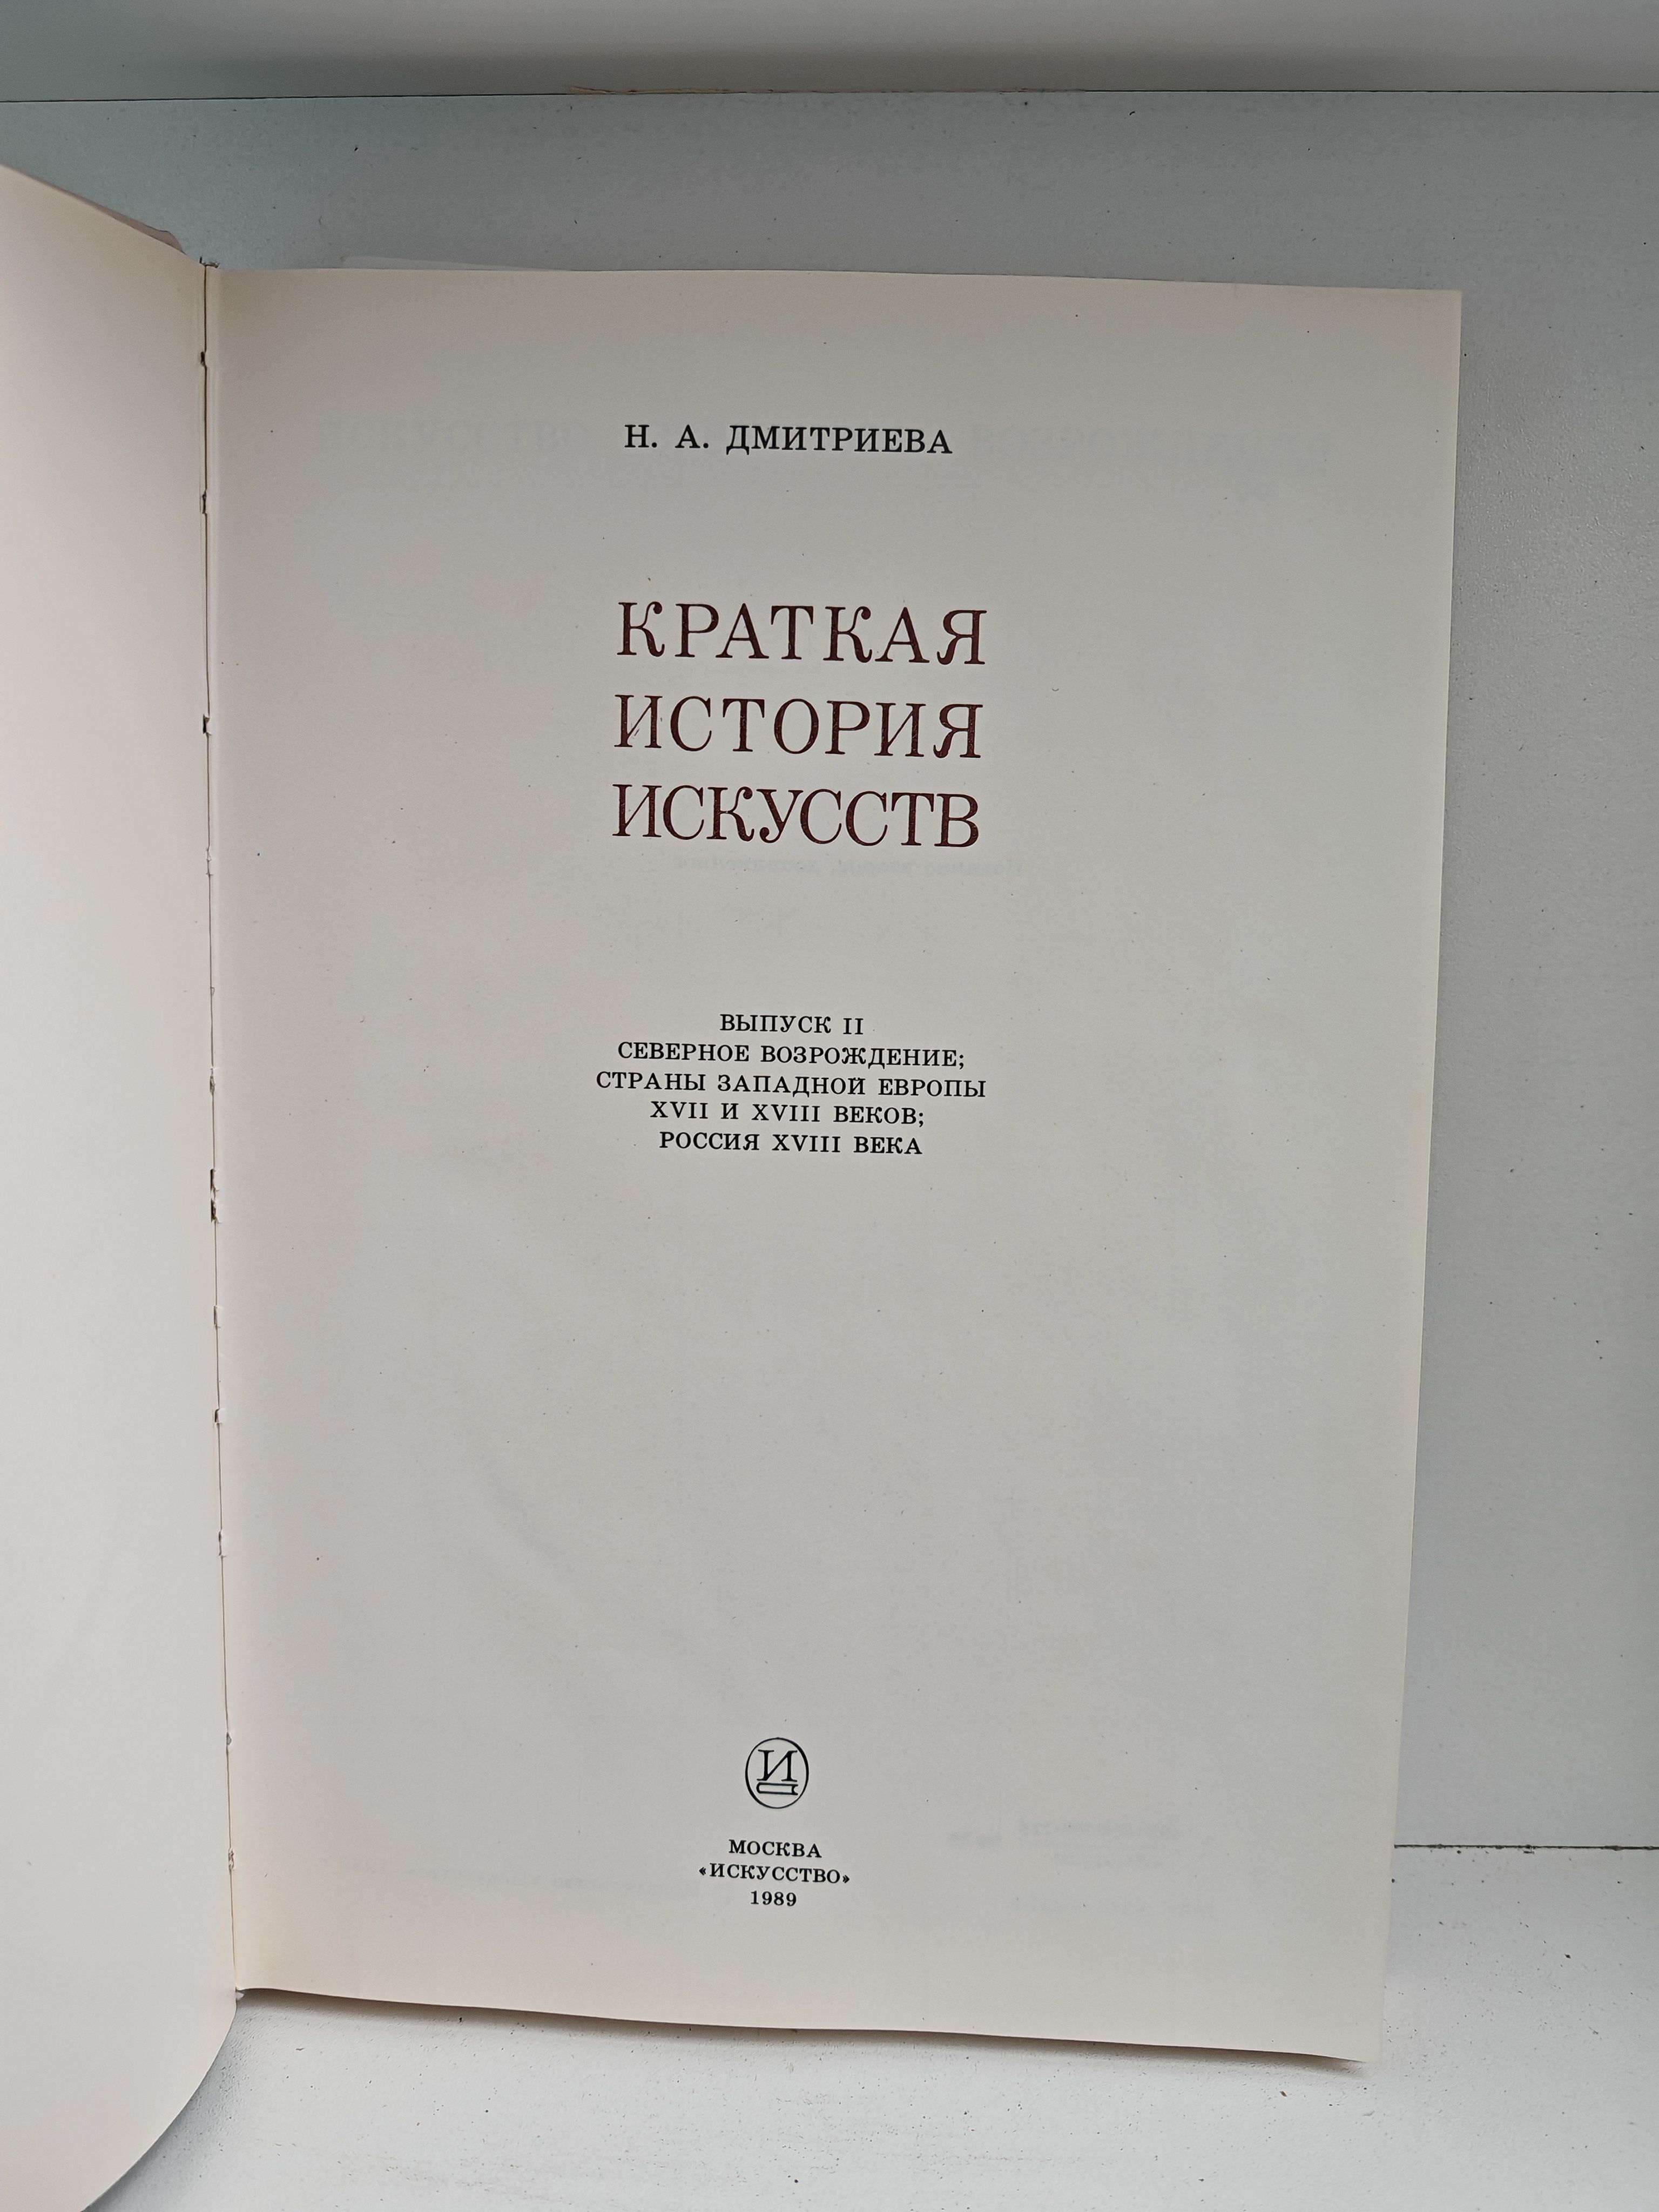 Н. А. ДМИТРИЕВА
КРАТКАЯ
ИСТОРИЯ
ИСКУССТВ
ВЫПУСК II
СЕВЕРНОЕ ВОЗРОЖДЕНИЕ;
СТРАНЫ ЗАПАДНОЙ ЕВРОПЫ
XVII И XVIII ВЕКОВ;
РОССИЯ XVIII ВЕКА
И
МОСКВА
«ИСКУССТВО»
1989